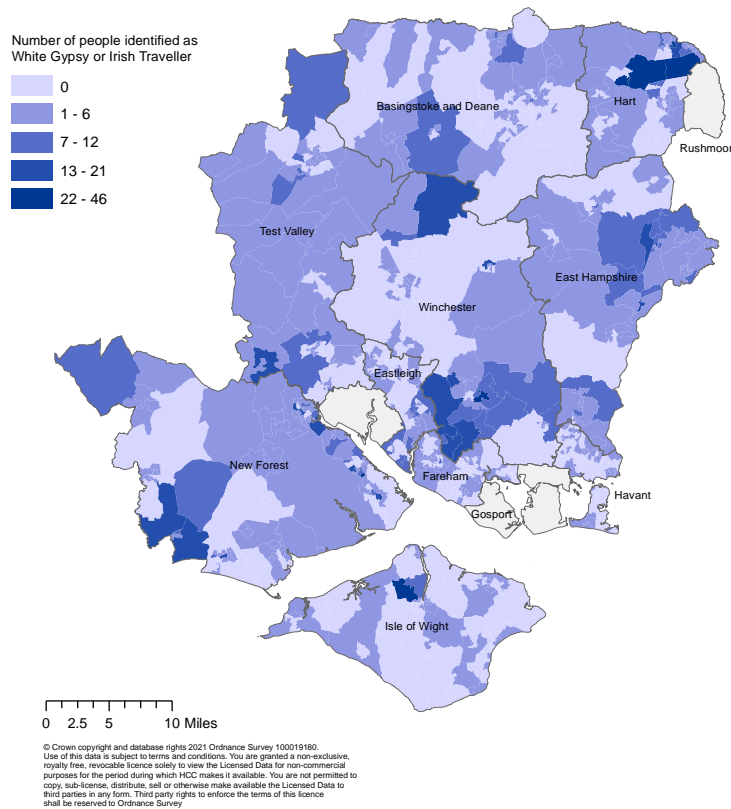 Number of people identified as
White Gypsy or Irish Traveller
0
1 - 6
7 - 12
13 - 21
22 - 46
Basingstoke and Deane
Hart
Rushmoor
Test Valley
East Hampshire
Winchester
Eastleigh
New Forest
Fareham
Havant
Gosport
Isle of Wight
0 2.5 5 10 Miles
© Crown copyright and database rights 2021 Ordnance Survey 100019180.
Use of this data is subject to terms and conditions. You are granted a non-exclusive,
royalty free, revocable licence solely to view the Licensed Data for non-commercial
purposes for the period during which HCC makes it available. You are not permitted to
copy, sub-license, distribute, sell or otherwise make available the Licensed Data to
third parties in any form. Third party rights to enforce the terms of this licence
shall be reserved to Ordnance Survey